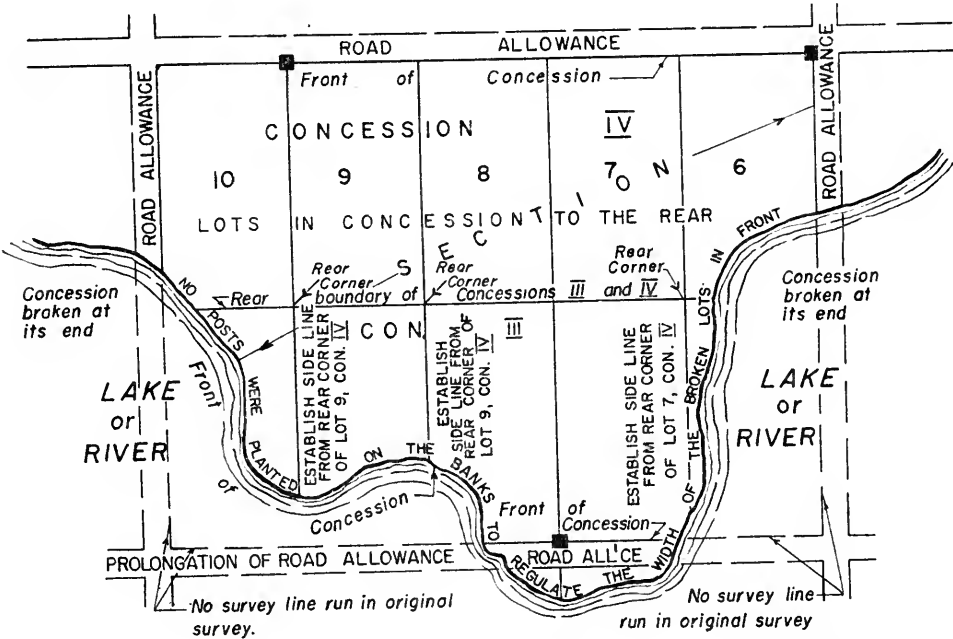 ROAD ALLOWANCE
Front of Concession
ROAD ALLOWANCE
ROAD ALLOWANCE
CONCESSION IV
10 9 8 7 6
LOTS IN CONCESSION TO THE REAR
SECTION
Rear Corner
Rear Corner
Rear Corner
Rear boundary of Concessions III and IV
CON. III
Concession
broken at
its end
Concession
broken at
its end
LAKE
or
RIVER
LAKE
or
RIVER
NO POSTS WERE PLANTED ON THE BANKS TO REGULATE THE WIDTH OF THE BROKEN LOTS IN FRONT
Front of Concession
ESTABLISH SIDE LINE
FROM REAR CORNER
OF LOT 9, CON. IV
ESTABLISH
SIDE LINE FROM
REAR CORNER OF
LOT 9, CON. IV
ESTABLISH SIDE LINE
FROM REAR CORNER
OF LOT 7, CON. IV
Front of
Concession
PROLONGATION OF ROAD ALLOWANCE
ROAD ALL'CE
No survey line run in original
survey.
No survey line
run in original survey